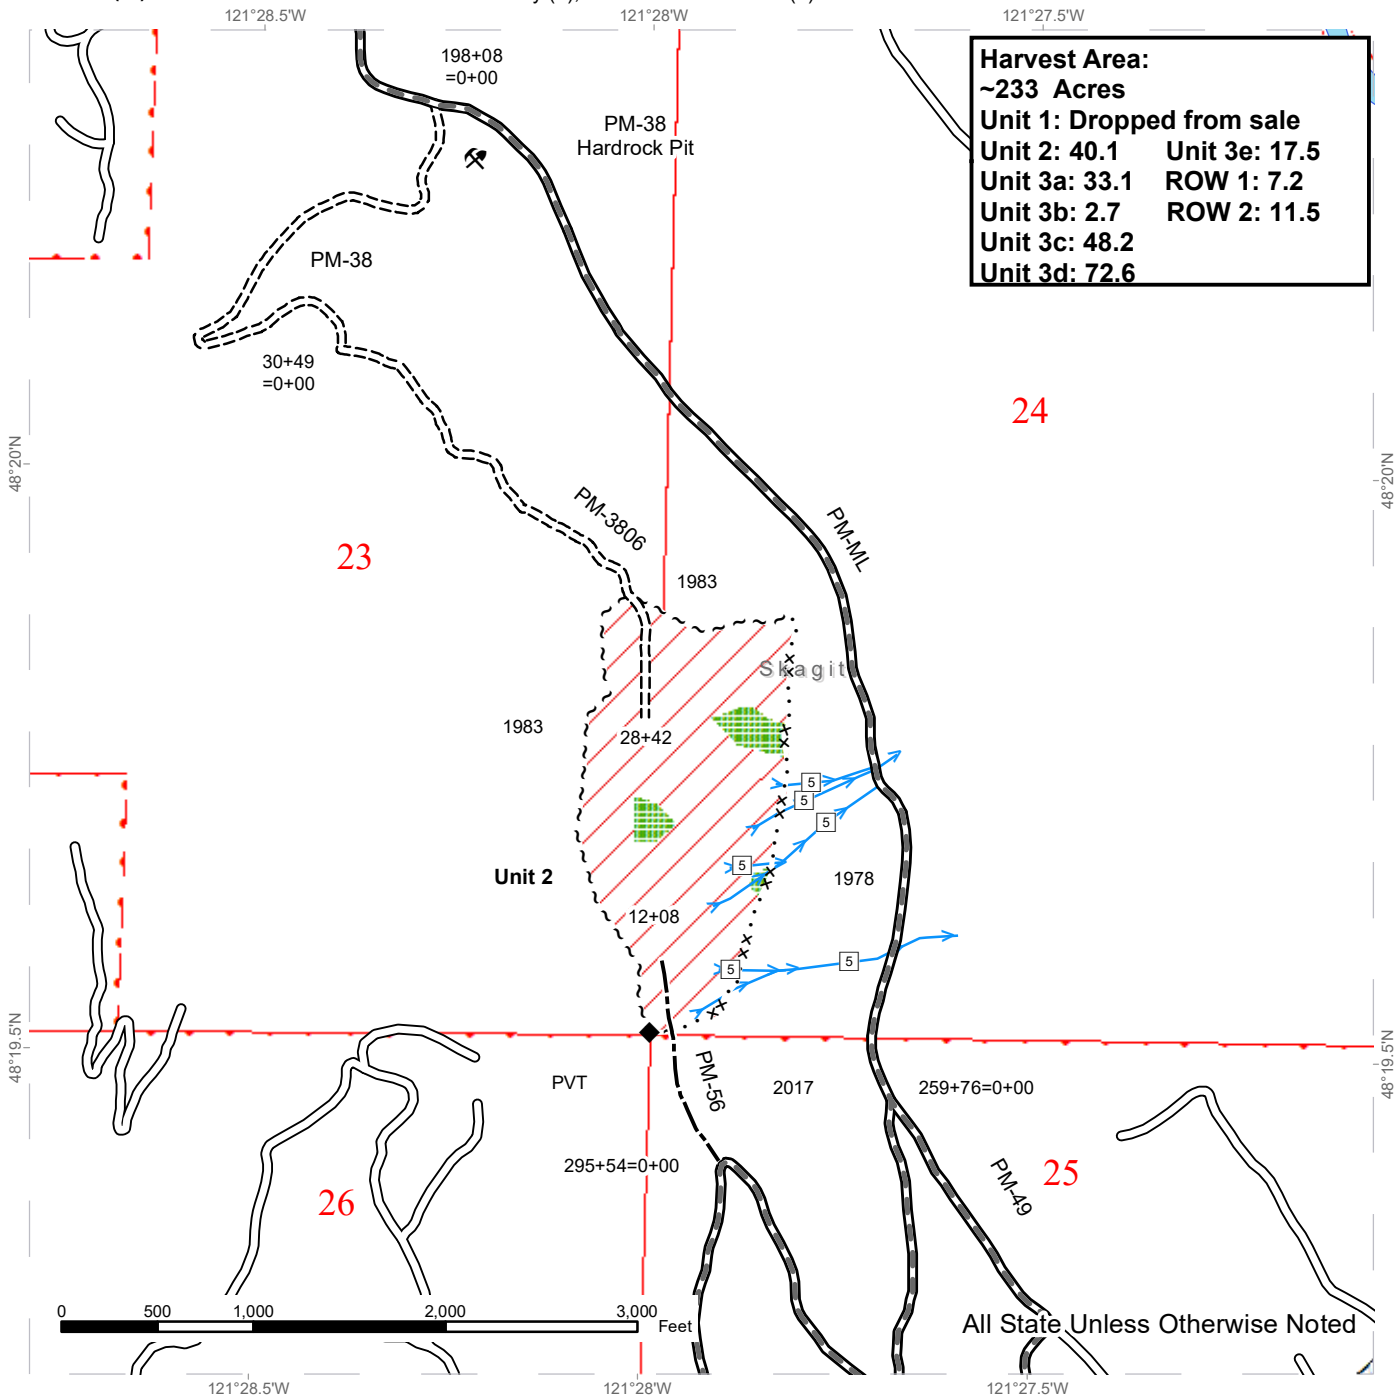 121°28.5'W 121°28'W 121°27.5'W
198+08
=0+00
PM-38
Hardrock Pit
Harvest Area:
~233 Acres
Unit 1: Dropped from sale
Unit 2: 40.1 Unit 3e: 17.5
Unit 3a: 33.1 ROW 1: 7.2
Unit 3b: 2.7 ROW 2: 11.5
Unit 3c: 48.2
Unit 3d: 72.6
PM-38
30+49
=0+00
24
48°20'N
48°20'N
PM-3806
PM-ML
23
1983
Skagit
1983
28+42
5
5
5
5
Unit 2
1978
12+08
5
5
48°19.5'N
48°19.5'N
PVT
PM-56
2017
259+76=0+00
295+54=0+00
PM-49
25
26
0 500 1,000 2,000 3,000
Feet
All State Unless Otherwise Noted
121°28.5'W 121°28'W 121°27.5'W